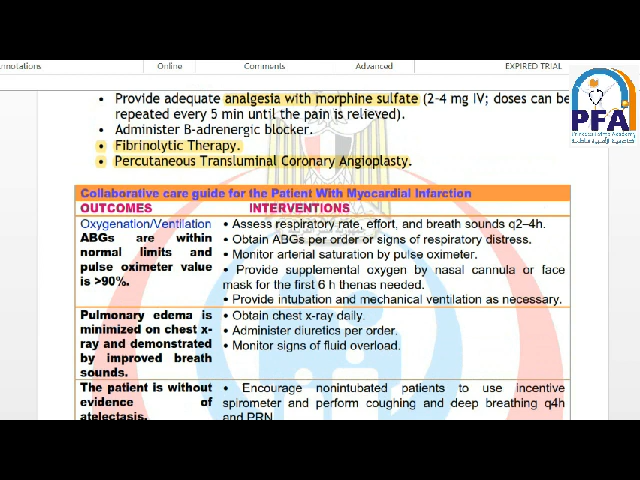 nnotations Online Comments Advanced EXPIRED TRIAL
• Provide adequate analgesia with morphine sulfate (2–4 mg IV; doses can be
repeated every 5 min until the pain is relieved).
• Administer B-adrenergic blocker.
• Fibrinolytic Therapy.
• Percutaneous Transluminal Coronary Angioplasty.
PFA
Collaborative care guide for the Patient With Myocardial Infarction
OUTCOMES INTERVENTIONS
Oxygenation/Ventilation
ABGs are within
normal limits and
pulse oximeter value
is >90%.
• Assess respiratory rate, effort, and breath sounds q2–4h.
• Obtain ABGs per order or signs of respiratory distress.
• Monitor arterial saturation by pulse oximeter.
• Provide supplemental oxygen by nasal cannula or face
mask for the first 6 h thenas needed.
• Provide intubation and mechanical ventilation as necessary.
Pulmonary edema is
minimized on chest x-
ray and demonstrated
by improved breath
sounds.
• Obtain chest x-ray daily.
• Administer diuretics per order.
• Monitor signs of fluid overload.
The patient is without
evidence of
atelectasis.
• Encourage nonintubated patients to use incentive
spirometer and perform coughing and deep breathing q4h
and PRN